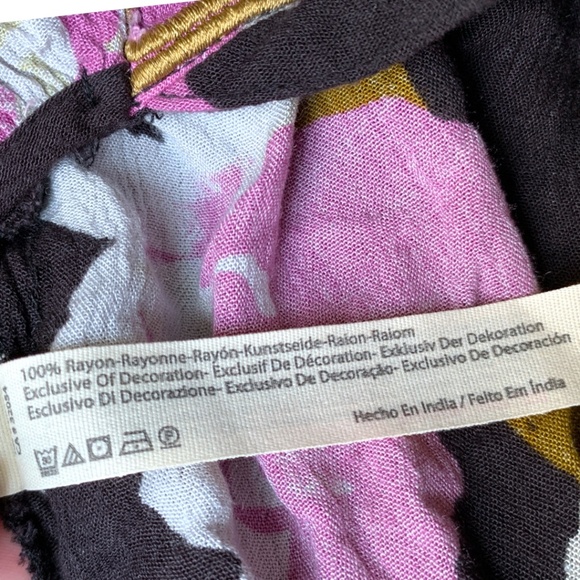 100% Rayon-Rayonne-Rayón-Kunstseide-Raion-Raiom
Exclusive Of Decoration- Exclusif De Décoration- Exklusiv Der Dekoration
Esclusivo Di Decorazione- Exclusivo De Decoração- Exclusivo De Decoración
Hecho En India / Feito Em Índia